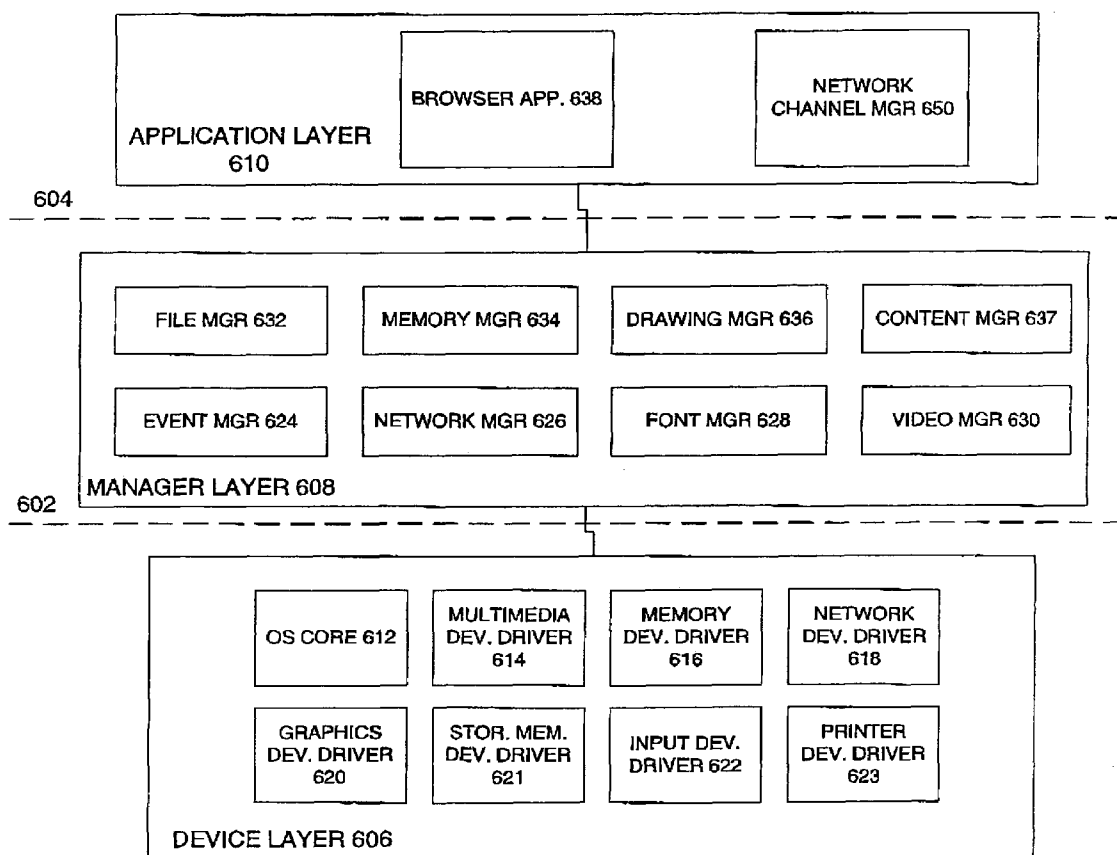 BROWSER APP. 638
NETWORK
CHANNEL MGR 650
APPLICATION LAYER
610
604
FILE MGR 632
MEMORY MGR 634
DRAWING MGR 636
CONTENT MGR 637
EVENT MGR 624
NETWORK MGR 626
FONT MGR 628
VIDEO MGR 630
MANAGER LAYER 608
602
OS CORE 612
MULTIMEDIA
DEV. DRIVER
614
MEMORY
DEV. DRIVER
616
NETWORK
DEV. DRIVER
618
GRAPHICS
DEV. DRIVER
620
STOR. MEM.
DEV. DRIVER
621
INPUT DEV.
DRIVER 622
PRINTER
DEV. DRIVER
623
DEVICE LAYER 606